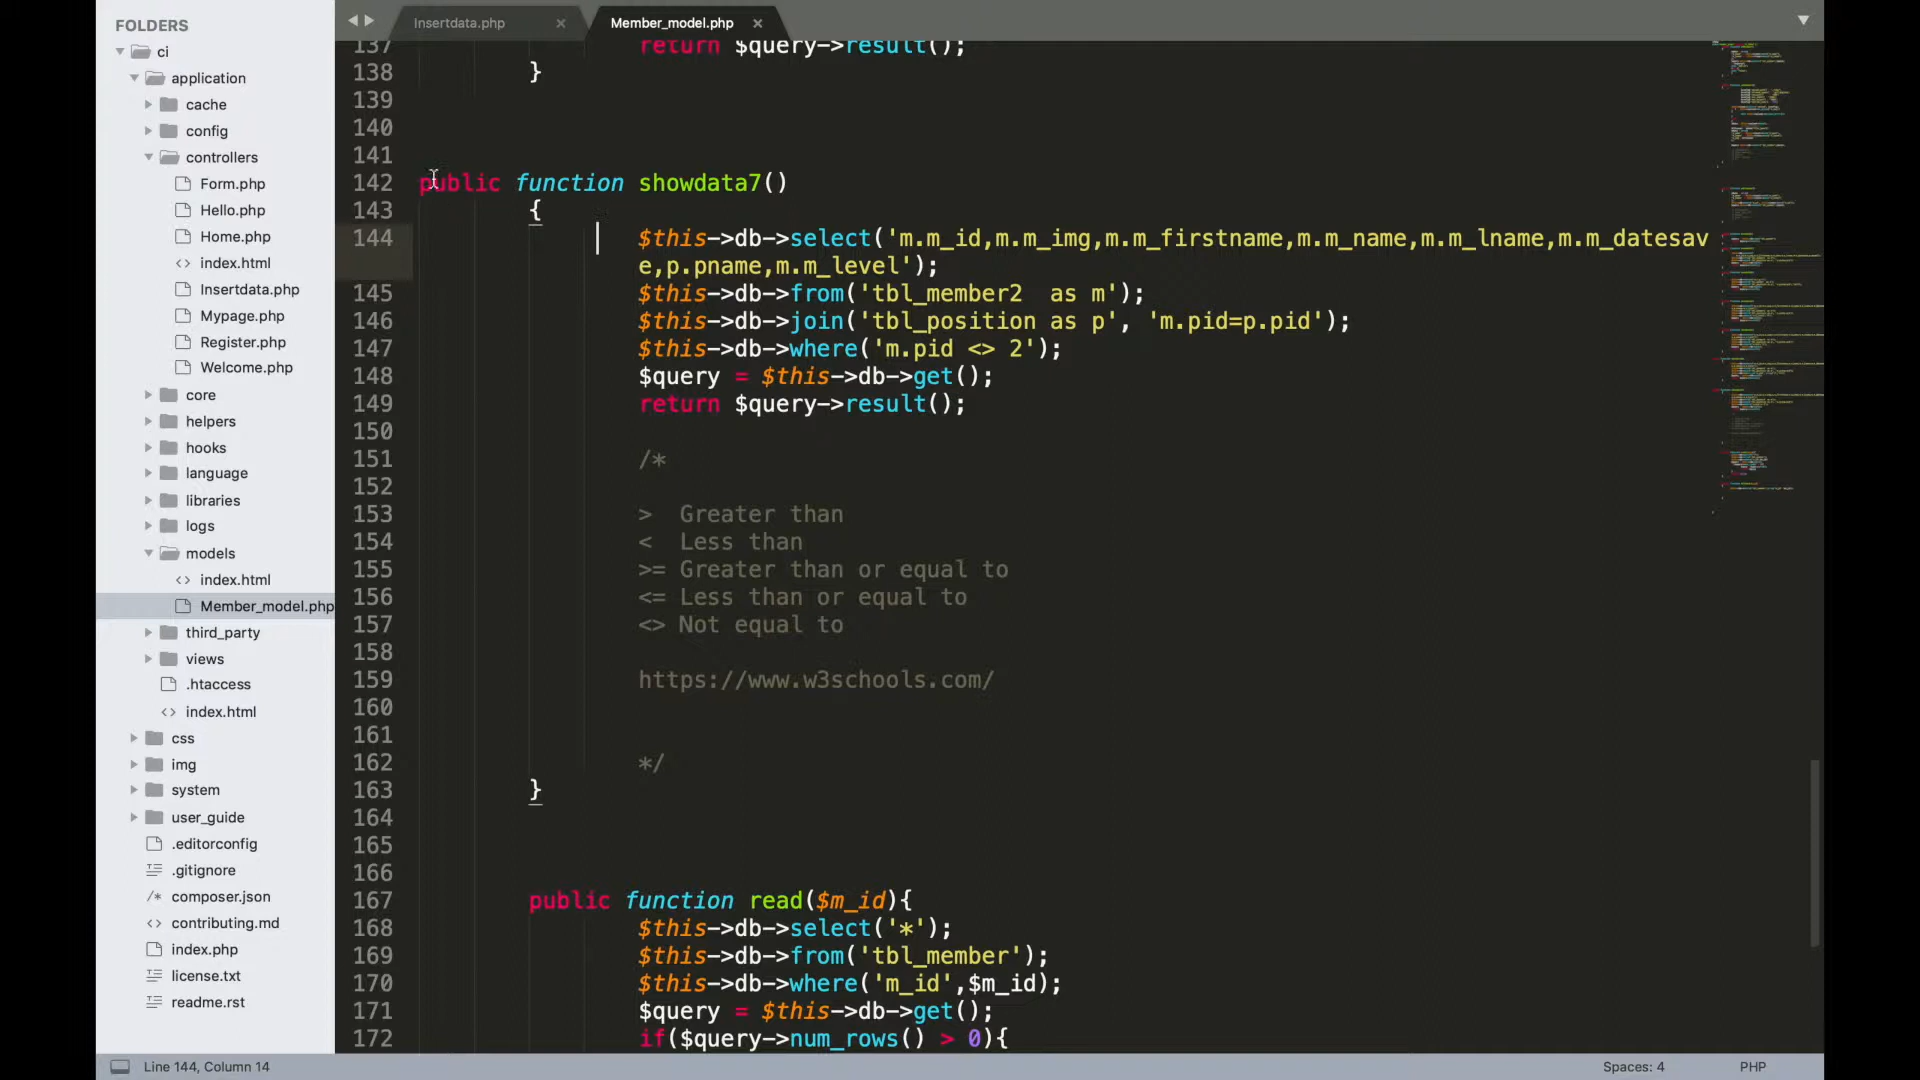 FOLDERS
ci
application
cache
config
controllers
Form.php
Hello.php
Home.php
index.html
Insertdata.php
Mypage.php
Register.php
Welcome.php
core
helpers
hooks
language
libraries
logs
models
index.html
Member_model.php
third_party
views
.htaccess
index.html
css
img
system
user_guide
.editorconfig
.gitignore
composer.json
contributing.md
index.php
license.txt
readme.rst
Insertdata.php
Member_model.php
137 return $query->result();
138 }
139
140
141
142 public function showdata7()
143 {
144 $this->db->select('m.m_id,m.m_img,m.m_firstname,m.m_name,m.m_lname,m.m_datesav
e,p.pname,m.m_level');
145 $this->db->from('tbl_member2  as m');
146 $this->db->join('tbl_position as p', 'm.pid=p.pid');
147 $this->db->where('m.pid <> 2');
148 $query = $this->db->get();
149 return $query->result();
150
151 /*
152
153 >  Greater than
154 <  Less than
155 >= Greater than or equal to
156 <= Less than or equal to
157 <> Not equal to
158
159 https://www.w3schools.com/
160
161
162 */
163 }
164
165
166
167 public function read($m_id){
168 $this->db->select('*');
169 $this->db->from('tbl_member');
170 $this->db->where('m_id',$m_id);
171 $query = $this->db->get();
172 if($query->num_rows() > 0){
Line 144, Column 14
Spaces: 4
PHP